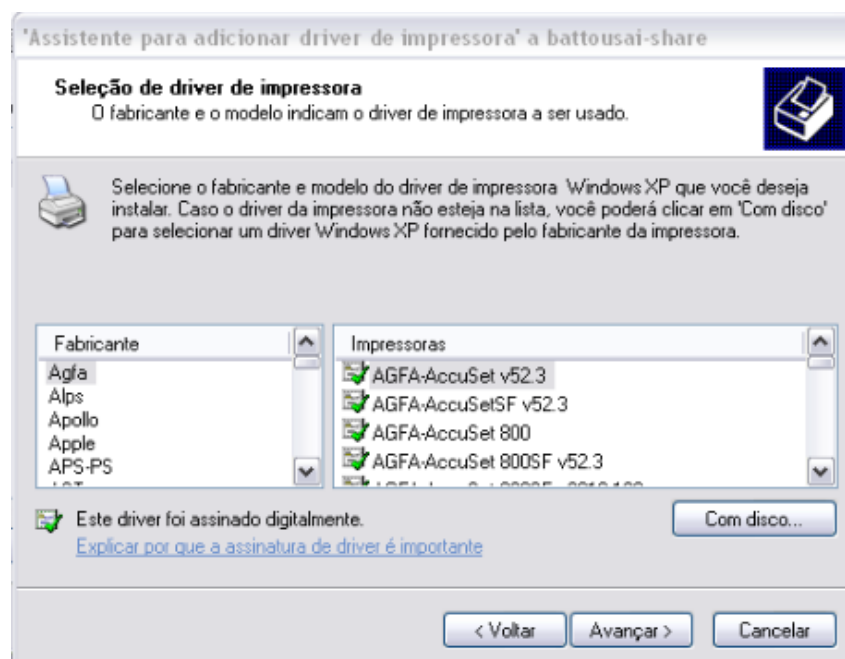 'Assistente para adicionar driver de impressora' a battousai-share
Seleção de driver de impressora
O fabricante e o modelo indicam o driver de impressora a ser usado.
Selecione o fabricante e modelo do driver de impressora Windows XP que você deseja
instalar. Caso o driver da impressora não esteja na lista, você poderá clicar em 'Com disco'
para selecionar um driver Windows XP fornecido pelo fabricante da impressora.
Fabricante
Agfa
Alps
Apollo
Apple
APS-PS
Impressoras
AGFA-AccuSet v52.3
AGFA-AccuSetSF v52.3
AGFA-AccuSet 800
AGFA-AccuSet 800SF v52.3
Este driver foi assinado digitalmente.
Explicar por que a assinatura de driver é importante
Com disco...
< Voltar
Avançar >
Cancelar